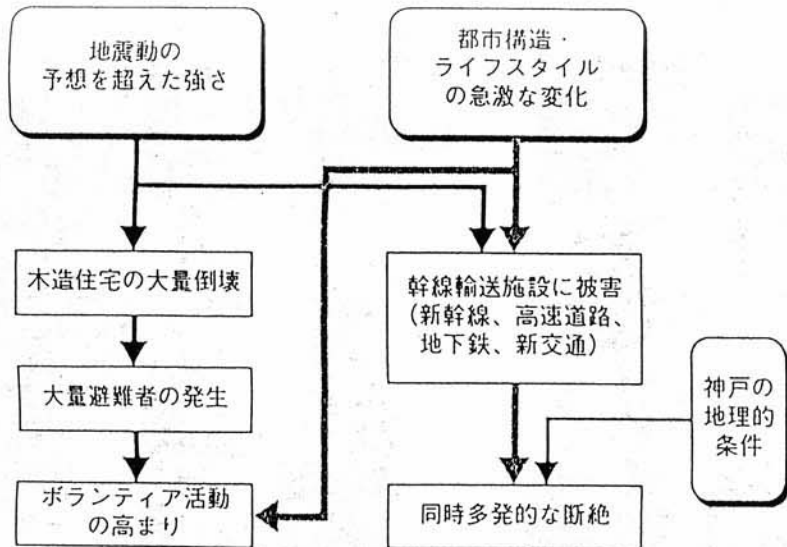 地震動の
予想を超えた強さ
都市構造・
ライフスタイル
の急激な変化
木造住宅の大量倒壊
幹線輸送施設に被害
(新幹線、高速道路、
地下鉄、新交通)
大量避難者の発生
神戸の
地理的
条件
ボランティア活動
の高まり
同時多発的な断絶